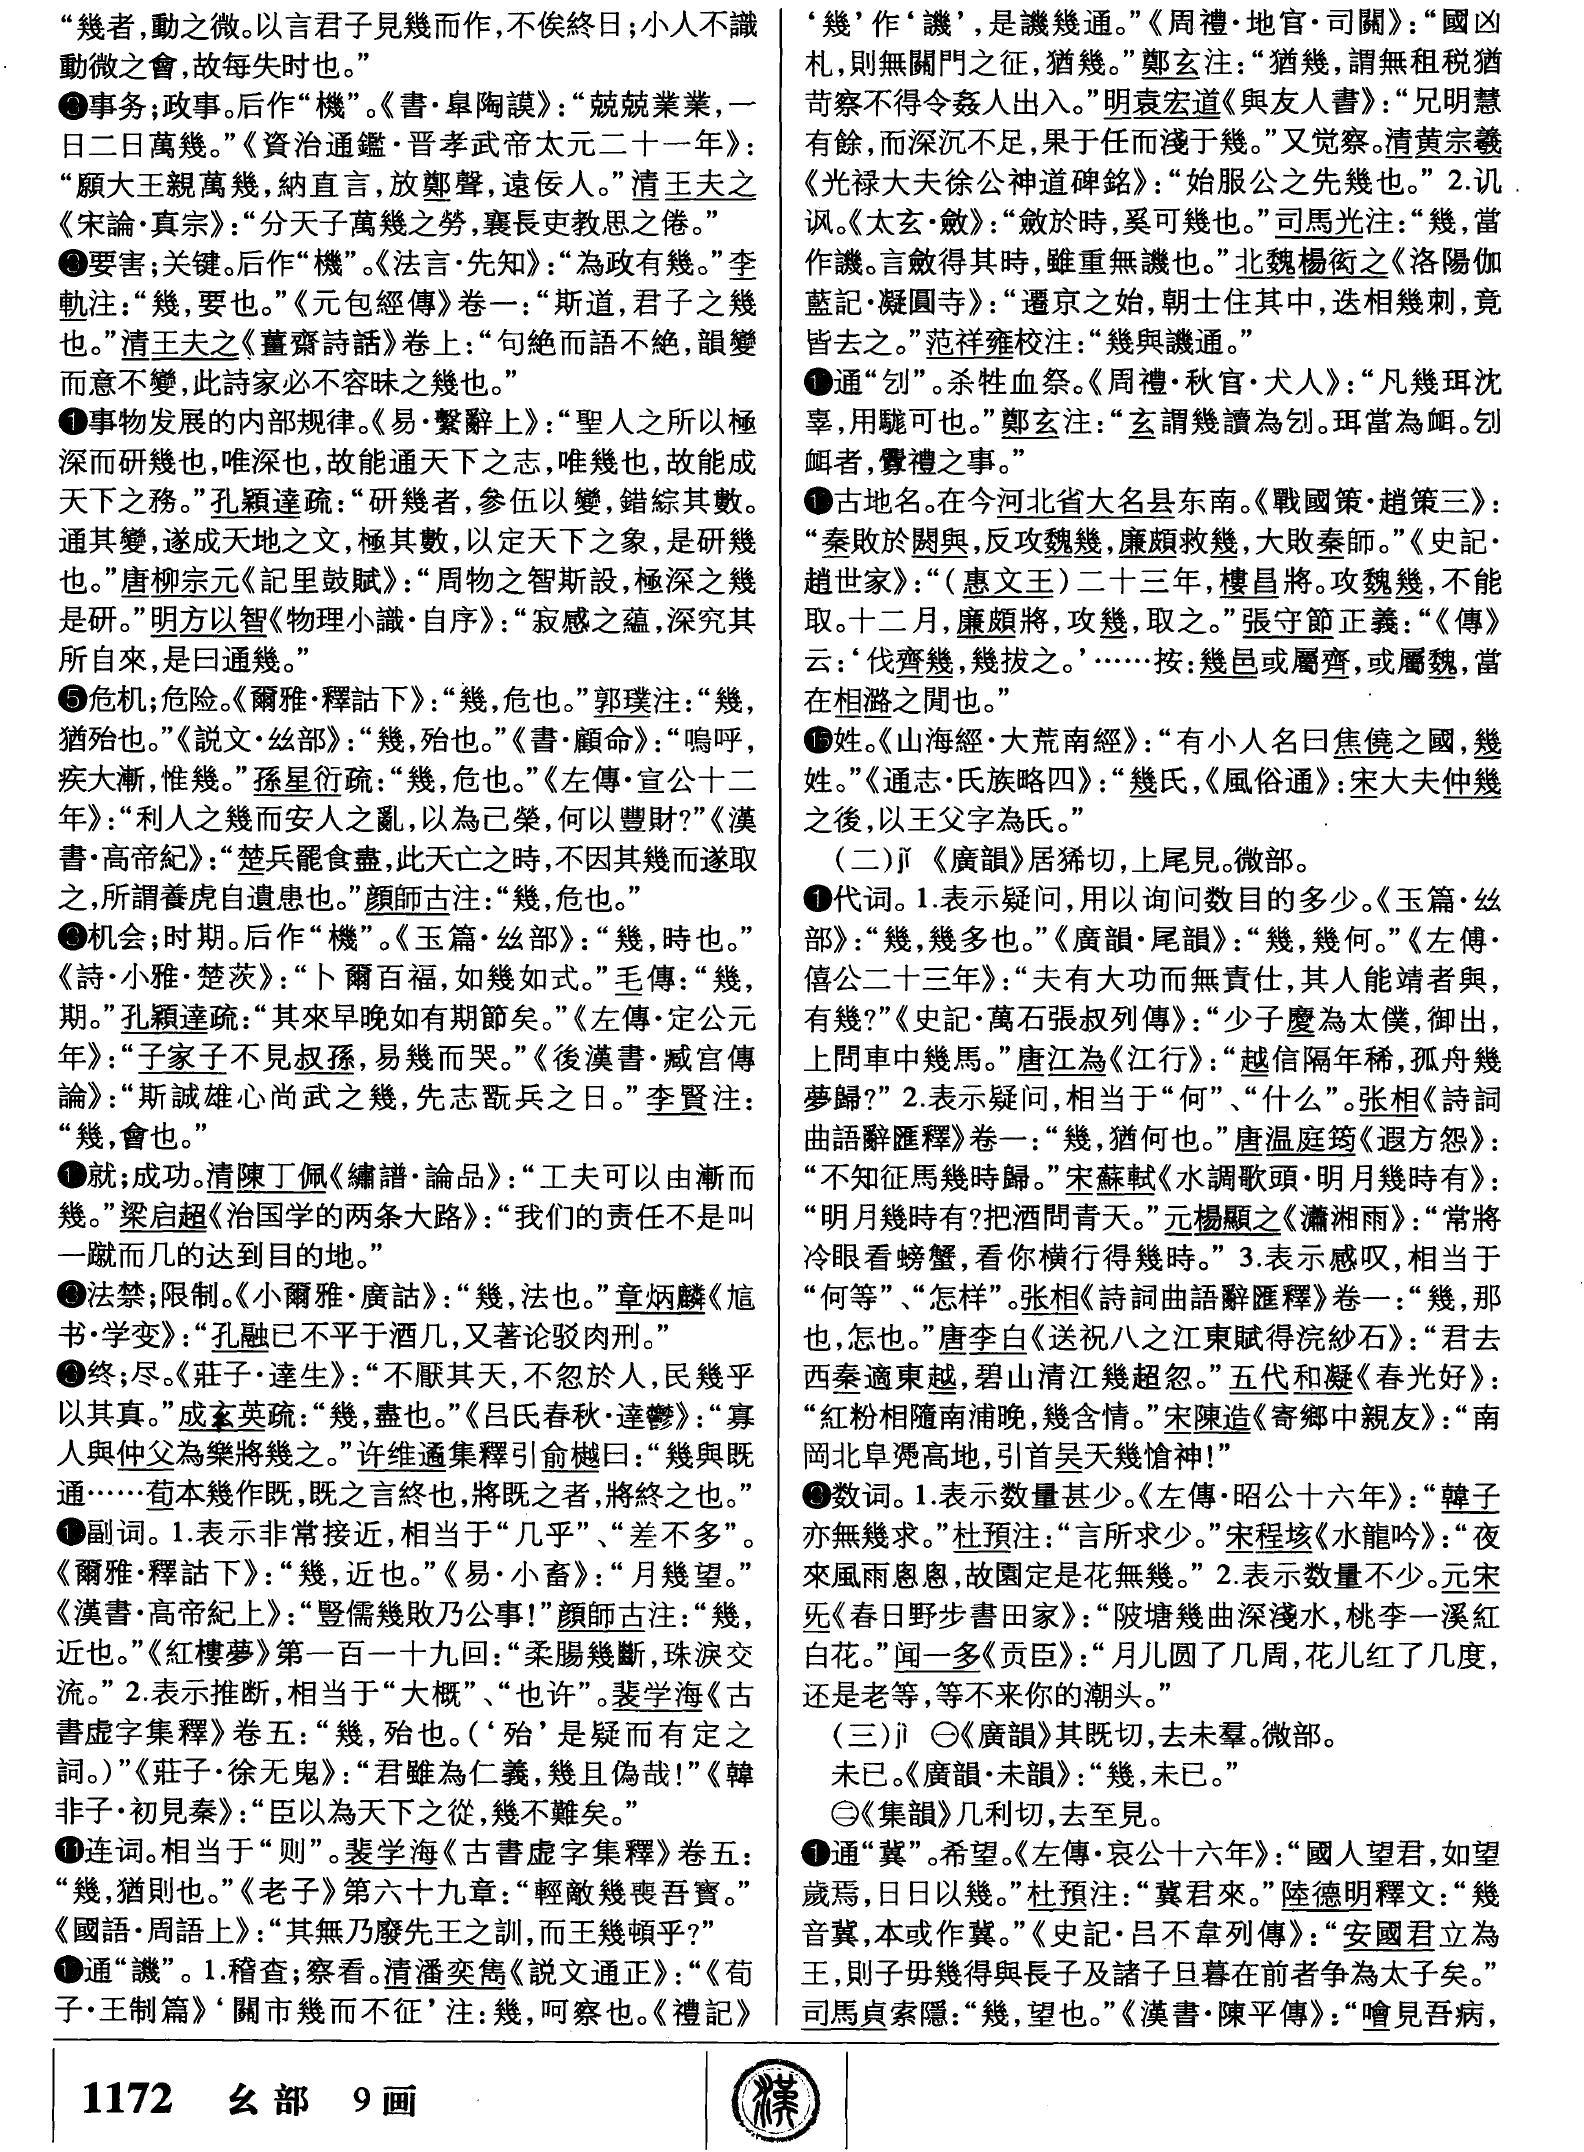 “幾者，動之微。以言君子見幾而作，不俟終日；小人不識
動微之會，故每失时也。”
❷事务；政事。后作“機”。《書·皐陶謨》：“兢兢業業，一
日二日萬幾。”《資治通鑑·晋孝武帝太元二十一年》：
“願大王親萬幾，納直言，放鄭聲，遠佞人。”清王夫之
《宋論·真宗》：“分天子萬幾之勞，襄長吏教思之倦。”
❸要害；关键。后作“機”。《法言·先知》：“為政有幾。”李
軌注：“幾，要也。”《元包經傳》卷一：“斯道，君子之幾
也。”清王夫之《薑齋詩話》卷上：“句絶而語不絶，韻變
而意不變，此詩家必不容昧之幾也。”
❹事物发展的内部规律。《易·繫辭上》：“聖人之所以極
深而研幾也，唯深也，故能通天下之志，唯幾也，故能成
天下之務。”孔穎達疏：“研幾者，參伍以變，錯綜其數。
通其變，遂成天地之文，極其數，以定天下之象，是研幾
也。”唐柳宗元《記里鼓賦》：“周物之智斯設，極深之幾
是研。”明方以智《物理小識·自序》：“寂感之藴，深究其
所自來，是曰通幾。”
❺危机；危险。《爾雅·釋詁下》：“幾，危也。”郭璞注：“幾，
猶殆也。”《説文·𢆶部》：“幾，殆也。”《書·顧命》：“嗚呼，
疾大漸，惟幾。”孫星衍疏：“幾，危也。”《左傳·宣公十二
年》：“利人之幾而安人之亂，以為己榮，何以豐財?”《漢
書·高帝紀》：“楚兵罷食盡，此天亡之時，不因其幾而遂取
之，所謂養虎自遺患也。”顔師古注：“幾，危也。”
❻机会；时期。后作“機”。《玉篇·𢆶部》：“幾，時也。”
《詩·小雅·楚茨》：“卜爾百福，如幾如式。”毛傳：“幾，
期。”孔穎達疏：“其來早晚如有期節矣。”《左傳·定公元
年》：“子家子不見叔孫，易幾而哭。”《後漢書·臧宫傳
論》：“斯誠雄心尚武之幾，先志翫兵之日。”李賢注：
“幾，會也。”
❼就；成功。清陳丁佩《繡譜·論品》：“工夫可以由漸而
幾。”梁启超《治国学的两条大路》：“我们的责任不是叫
一蹴而几的达到目的地。”
❽法禁；限制。《小爾雅·廣詁》：“幾，法也。”章炳麟《訄
书·学变》：“孔融已不平于酒几，又著论驳肉刑。”
❾终；尽。《莊子·達生》：“不厭其天，不忽於人，民幾乎
以其真。”成玄英疏：“幾，盡也。”《吕氏春秋·達鬱》：“寡
人與仲父為樂將幾之。”许维遹集釋引俞樾曰：“幾與既
通……荀本幾作既，既之言終也，將既之者，將終之也。”
❿副词。1.表示非常接近，相当于“几乎”、“差不多”。
《爾雅·釋詁下》：“幾，近也。”《易·小畜》：“月幾望。”
《漢書·高帝紀上》：“豎儒幾敗乃公事!”顔師古注：“幾，
近也。”《紅樓夢》第一百一十九回：“柔腸幾斷，珠淚交
流。”2.表示推断，相当于“大概”、“也许”。裴学海《古
書虚字集釋》卷五：“幾，殆也。(‘殆’是疑而有定之
詞。)”《莊子·徐无鬼》：“君雖為仁義，幾且偽哉!”《韓
非子·初見秦》：“臣以為天下之從，幾不難矣。”
⓫连词。相当于“则”。裴学海《古書虚字集釋》卷五：
“幾，猶則也。”《老子》第六十九章：“輕敵幾喪吾寳。”
《國語·周語上》：“其無乃廢先王之訓，而王幾頓乎?”
⓬通“譏”。1.稽查；察看。清潘奕雋《説文通正》：“《荀
子·王制篇》‘關市幾而不征’注：幾，呵察也。《禮記》
‘幾’作‘譏’，是譏幾通。”《周禮·地官·司關》：“國凶
札，則無關門之征，猶幾。”鄭玄注：“猶幾，謂無租税猶
苛察不得令姦人出入。”明袁宏道《與友人書》：“兄明慧
有餘，而深沉不足，果于任而淺于幾。”又觉察。清黄宗羲
《光禄大夫徐公神道碑銘》：“始服公之先幾也。”2.讥
讽。《太玄·斂》：“斂於時，奚可幾也。”司馬光注：“幾，當
作譏。言斂得其時，雖重無譏也。”北魏楊衒之《洛陽伽
藍記·凝圓寺》：“遷京之始，朝士住其中，迭相幾刺，竟
皆去之。”范祥雍校注：“幾與譏通。”
⓭通“刉”。杀牲血祭。《周禮·秋官·犬人》：“凡幾珥沈
辜，用駹可也。”鄭玄注：“玄謂幾讀為刉。珥當為衈。刉
衈者，釁禮之事。”
⓮古地名。在今河北省大名县东南。《戰國策·趙策三》：
“秦敗於閼與，反攻魏幾，廉頗救幾，大敗秦師。”《史記·
趙世家》：“(惠文王)二十三年，樓昌將。攻魏幾，不能
取。十二月，廉頗將，攻幾，取之。”張守節正義：“《傳》
云：‘伐齊幾，幾拔之。’……按：幾邑或屬齊，或屬魏，當
在相潞之閒也。”
⓯姓。《山海經·大荒南經》：“有小人名曰焦僥之國，幾
姓。”《通志·氏族略四》：“幾氏，《風俗通》：宋大夫仲幾
之後，以王父字為氏。”
(二)jǐ 《廣韻》居狶切，上尾見。微部。
❶代词。1.表示疑问，用以询问数目的多少。《玉篇·𢆶
部》：“幾，幾多也。”《廣韻·尾韻》：“幾，幾何。”《左傳·
僖公二十三年》：“夫有大功而無貴仕，其人能靖者與，
有幾?”《史記·萬石張叔列傳》：“少子慶為太僕，御出，
上問車中幾馬。”唐江為《江行》：“越信隔年稀，孤舟幾
夢歸?”2.表示疑问，相当于“何”、“什么”。张相《詩詞
曲語辭匯釋》卷一：“幾，猶何也。”唐温庭筠《遐方怨》：
“不知征馬幾時歸。”宋蘇軾《水調歌頭·明月幾時有》：
“明月幾時有?把酒問青天。”元楊顯之《瀟湘雨》：“常將
冷眼看螃蟹，看你横行得幾時。”3.表示感叹，相当于
“何等”、“怎样”。张相《詩詞曲語辭匯釋》卷一：“幾，那
也，怎也。”唐李白《送祝八之江東賦得浣紗石》：“君去
西秦適東越，碧山清江幾超忽。”五代和凝《春光好》：
“紅粉相隨南浦晚，幾含情。”宋陳造《寄鄉中親友》：“南
岡北阜凴高地，引首吴天幾愴神!”
❷数词。1.表示数量甚少。《左傳·昭公十六年》：“韓子
亦無幾求。”杜預注：“言所求少。”宋程垓《水龍吟》：“夜
來風雨悤悤，故園定是花無幾。”2.表示数量不少。元宋
旡《春日野步書田家》：“陂塘幾曲深淺水，桃李一溪紅
白花。”闻一多《贡臣》：“月儿圆了几周，花儿红了几度，
还是老等，等不来你的潮头。”
(三)jì ㊀《廣韻》其既切，去未羣。微部。
未已。《廣韻·未韻》：“幾，未已。”
㊁《集韻》几利切，去至見。
❶通“冀”。希望。《左傳·哀公十六年》：“國人望君，如望
歲焉，日日以幾。”杜預注：“冀君來。”陸德明釋文：“幾
音冀，本或作冀。”《史記·吕不韋列傳》：“安國君立為
王，則子毋幾得與長子及諸子旦暮在前者争為太子矣。”
司馬貞索隱：“幾，望也。”《漢書·陳平傳》：“噲見吾病，
1172 幺部 9画
漢